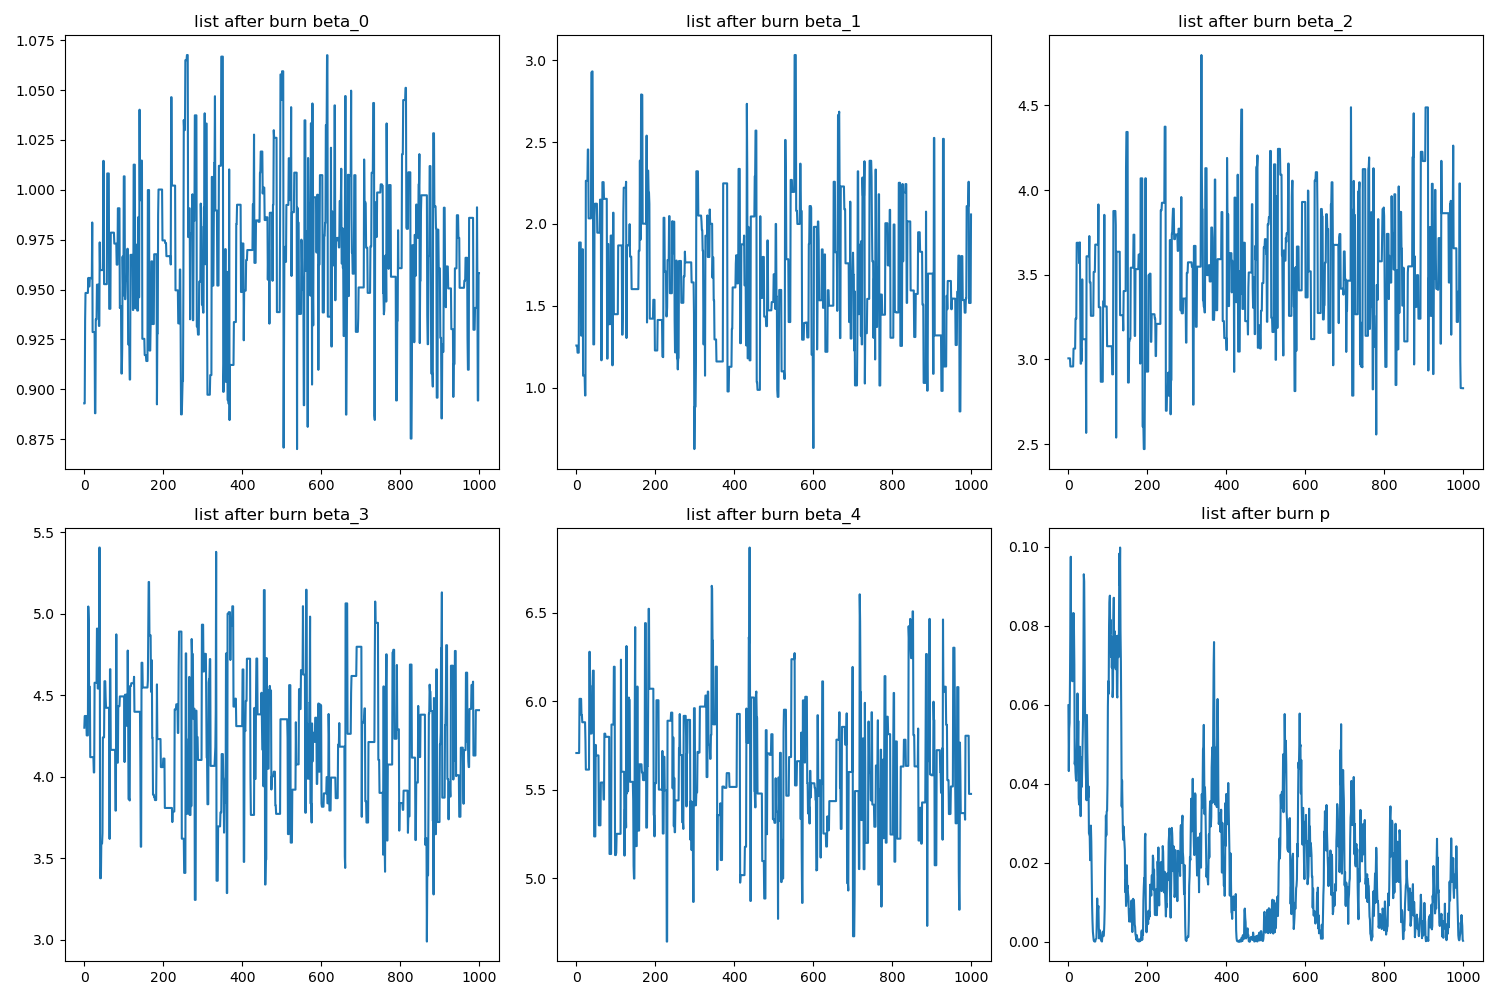 list after burn beta_0
1.075
1.050
1.025
1.000
0.975
0.950
0.925
0.900
0.875
0 200 400 600 800 1000
list after burn beta_1
3.0
2.5
2.0
1.5
1.0
0 200 400 600 800 1000
list after burn beta_2
4.5
4.0
3.5
3.0
2.5
0 200 400 600 800 1000
list after burn beta_3
5.5
5.0
4.5
4.0
3.5
3.0
0 200 400 600 800 1000
list after burn beta_4
6.5
6.0
5.5
5.0
0 200 400 600 800 1000
list after burn p
0.10
0.08
0.06
0.04
0.02
0.00
0 200 400 600 800 1000